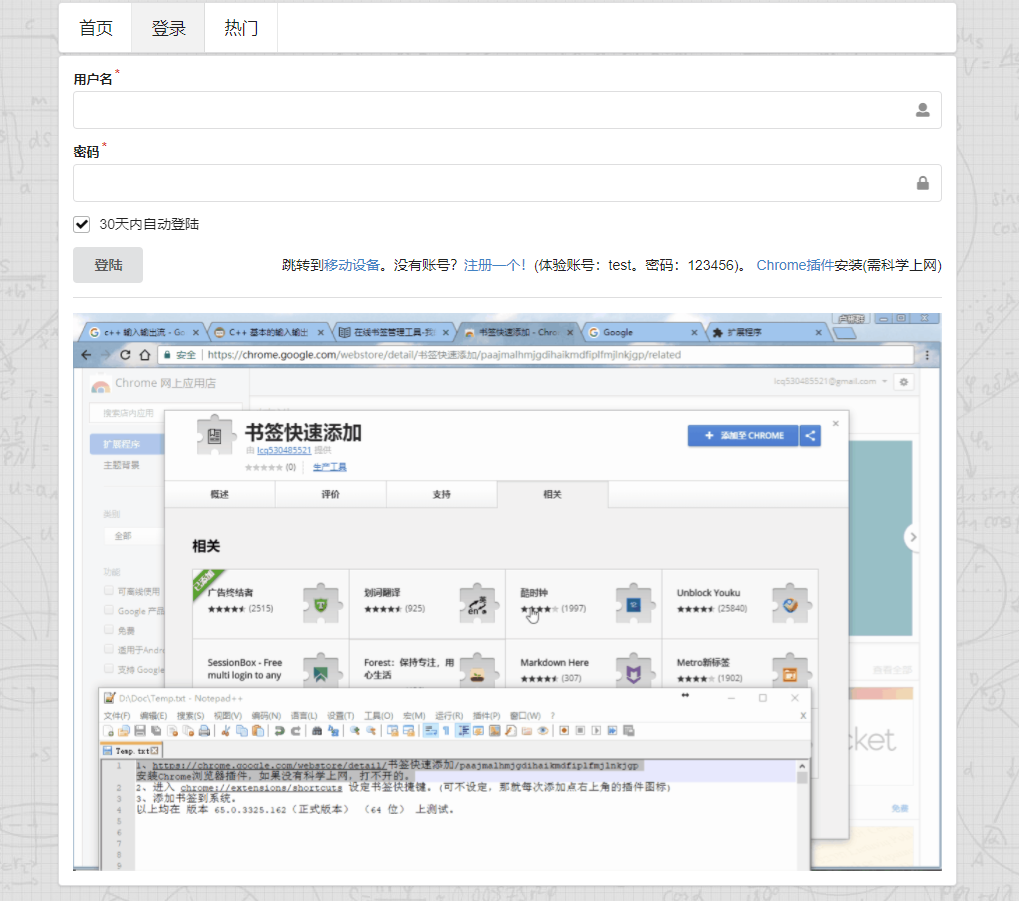 首页 登录 热门
用户名*
密码*
30天内自动登陆
登陆 跳转到移动设备。没有账号？注册一个！(体验账号：test。密码：123456)。 Chrome插件安装(需科学上网)
c++ 输入输出流 - Go C++ 基本的输入输出 在线书签管理工具-我 书签快速添加 - Chro Google 扩展程序
安全 https://chrome.google.com/webstore/detail/书签快速添加/paajmalhmjgdihaikmdfiplfmjlnkjgp/related
Chrome 网上应用店 lcq530485521@gmail.com
搜索店内应用
扩展程序
主题背景
类别
全部
功能
可离线使用
Google 产品
免费
适用于Andro
支持 Google
书签快速添加
由 lcq530485521 提供
(0) 生产工具
添加至 CHROME
概述 评价 支持 相关
相关
已添加
广告终结者 划词翻译 酷时钟 Unblock Youku
(2515) (925) (1997) (25840)
SessionBox - Free Forest：保持专注，用 Markdown Here Metro新标签
multi login to any 心生活 (307) (1902)
查看全部
cket
免费
D:\Doc\Temp.txt - Notepad++
文件(F) 编辑(E) 搜索(S) 视图(V) 编码(N) 语言(L) 设置(T) 工具(O) 宏(M) 运行(R) 插件(P) 窗口(W) ? X
Temp.txt
1 1、https://chrome.google.com/webstore/detail/书签快速添加/paajmalhmjgdihaikmdfiplfmjlnkjgp
安装Chrome浏览器插件，如果没有科学上网，打不开的。
2 2、进入 chrome://extensions/shortcuts 设定书签快捷键。(可不设定，那就每次添加点右上角的插件图标)
3 3、添加书签到系统。
4 以上均在 版本 65.0.3325.162（正式版本） （64 位） 上测试。
5
6
7
8
9